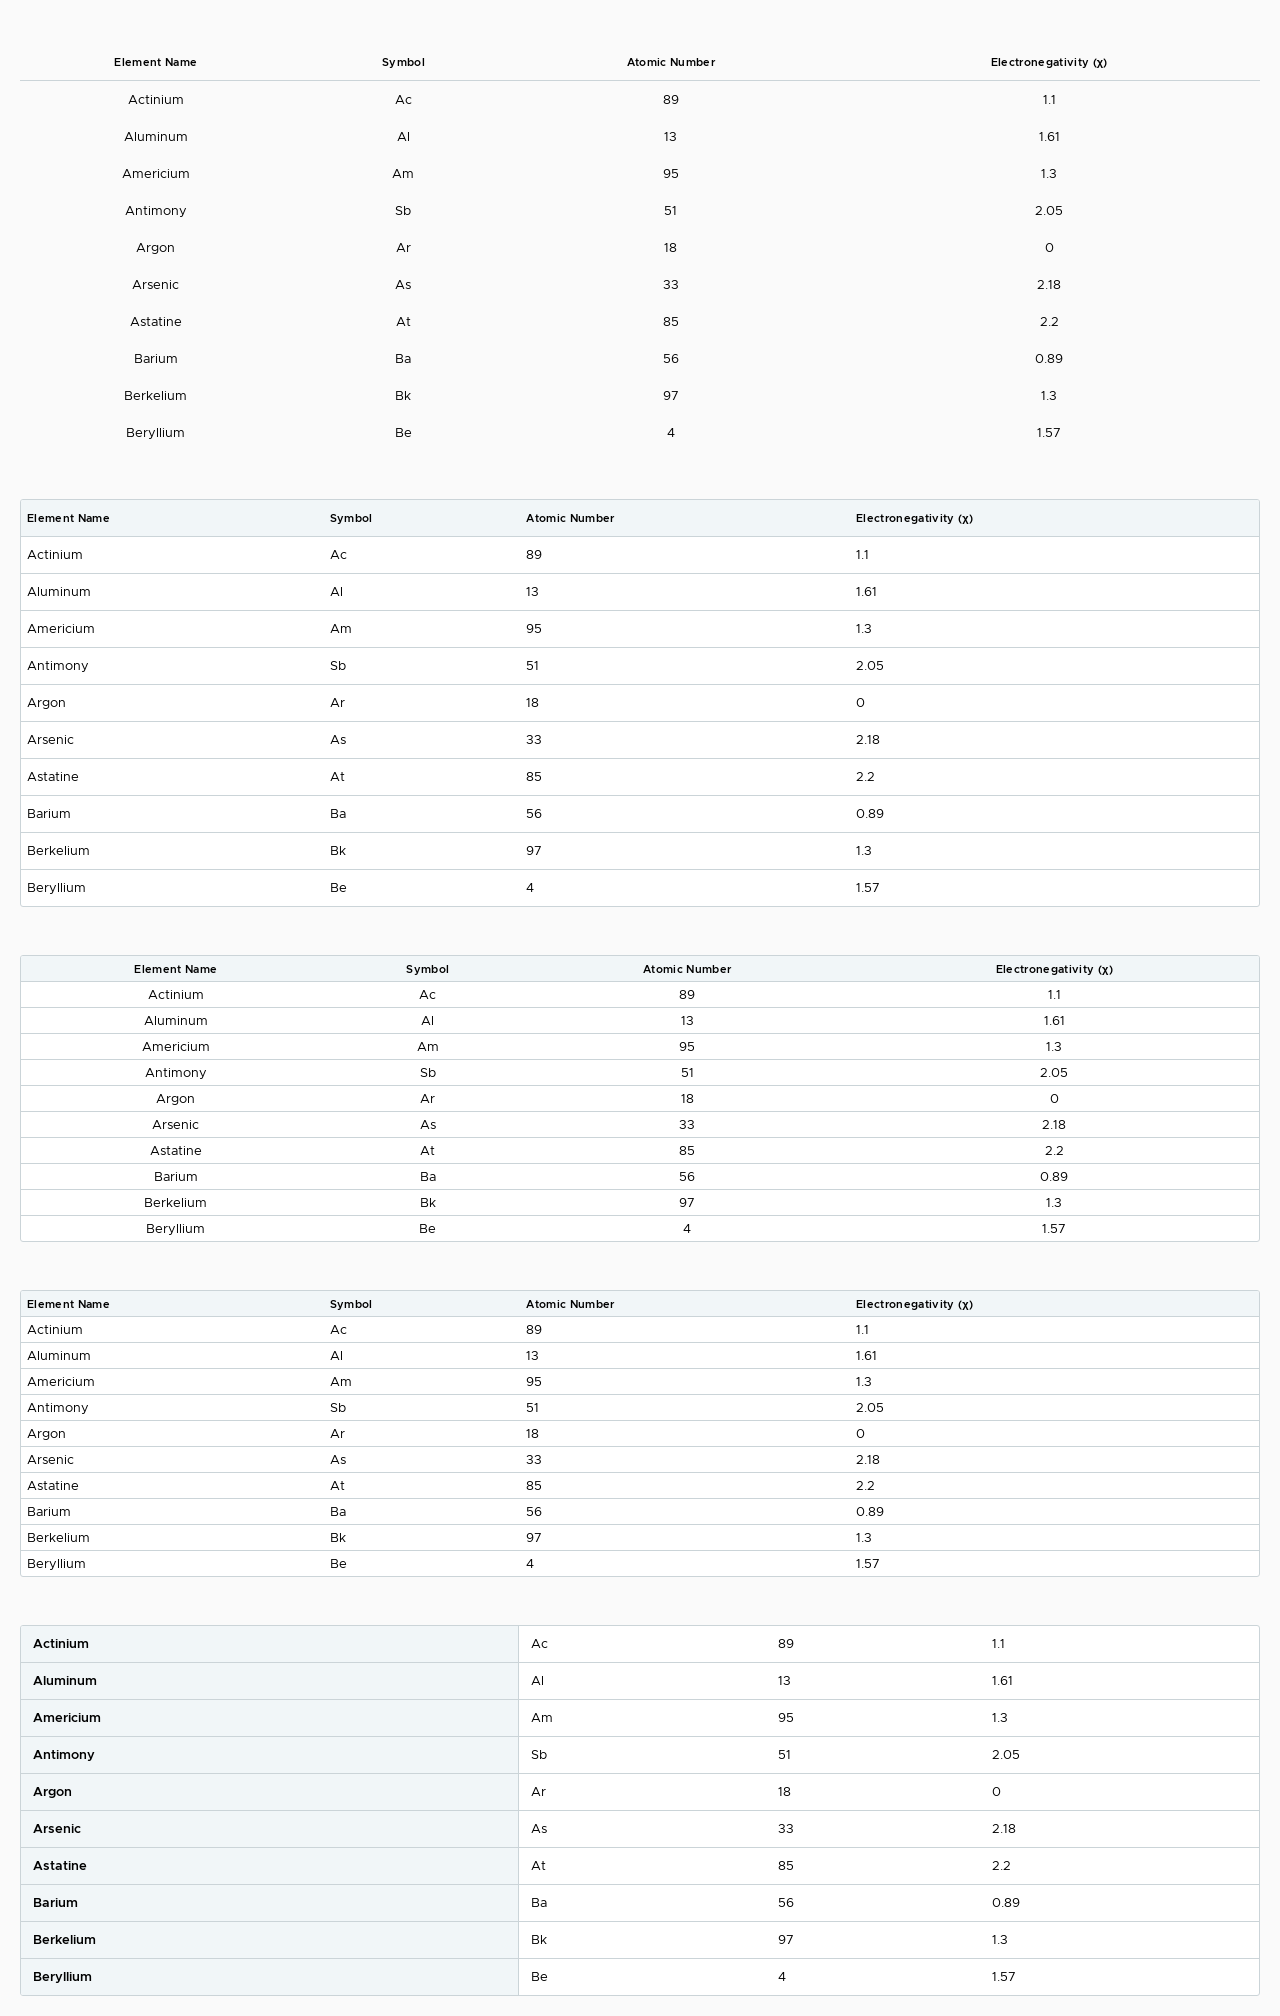 Element Name Symbol Atomic Number Electronegativity (χ)
Actinium Ac 89 1.1
Aluminum Al 13 1.61
Americium Am 95 1.3
Antimony Sb 51 2.05
Argon Ar 18 0
Arsenic As 33 2.18
Astatine At 85 2.2
Barium Ba 56 0.89
Berkelium Bk 97 1.3
Beryllium Be 4 1.57
Element Name Symbol Atomic Number Electronegativity (χ)
Actinium Ac 89 1.1
Aluminum Al 13 1.61
Americium Am 95 1.3
Antimony Sb 51 2.05
Argon Ar 18 0
Arsenic As 33 2.18
Astatine At 85 2.2
Barium Ba 56 0.89
Berkelium Bk 97 1.3
Beryllium Be 4 1.57
Element Name Symbol Atomic Number Electronegativity (χ)
Actinium Ac 89 1.1
Aluminum Al 13 1.61
Americium Am 95 1.3
Antimony Sb 51 2.05
Argon Ar 18 0
Arsenic As 33 2.18
Astatine At 85 2.2
Barium Ba 56 0.89
Berkelium Bk 97 1.3
Beryllium Be 4 1.57
Element Name Symbol Atomic Number Electronegativity (χ)
Actinium Ac 89 1.1
Aluminum Al 13 1.61
Americium Am 95 1.3
Antimony Sb 51 2.05
Argon Ar 18 0
Arsenic As 33 2.18
Astatine At 85 2.2
Barium Ba 56 0.89
Berkelium Bk 97 1.3
Beryllium Be 4 1.57
Actinium Ac 89 1.1
Aluminum Al 13 1.61
Americium Am 95 1.3
Antimony Sb 51 2.05
Argon Ar 18 0
Arsenic As 33 2.18
Astatine At 85 2.2
Barium Ba 56 0.89
Berkelium Bk 97 1.3
Beryllium Be 4 1.57